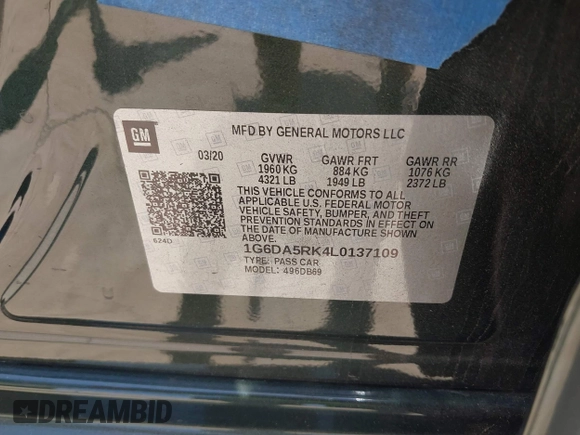 GM
MFD BY GENERAL MOTORS LLC
03/20 GVWR GAWR FRT GAWR RR
1960 KG 884 KG 1076 KG
4321 LB 1949 LB 2372 LB
THIS VEHICLE CONFORMS TO ALL
APPLICABLE U.S. FEDERAL MOTOR
VEHICLE SAFETY, BUMPER, AND THEFT
PREVENTION STANDARDS IN EFFECT ON
THE DATE OF MANUFACTURE SHOWN ABOVE.
624D
1G6DA5RK4L0137109
TYPE: PASS CAR
MODEL: 496DB69
DREAMBID